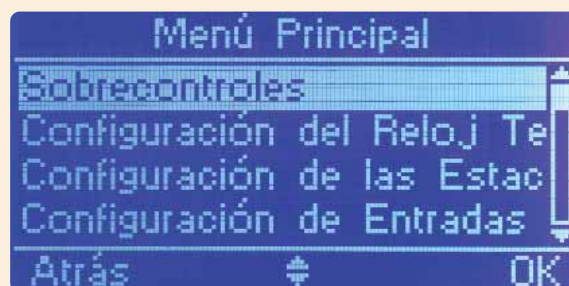 Menú Principal
Sobrecontroles
Configuración del Reloj Te
Configuración de las Estac
Configuración de Entradas
Atrás OK